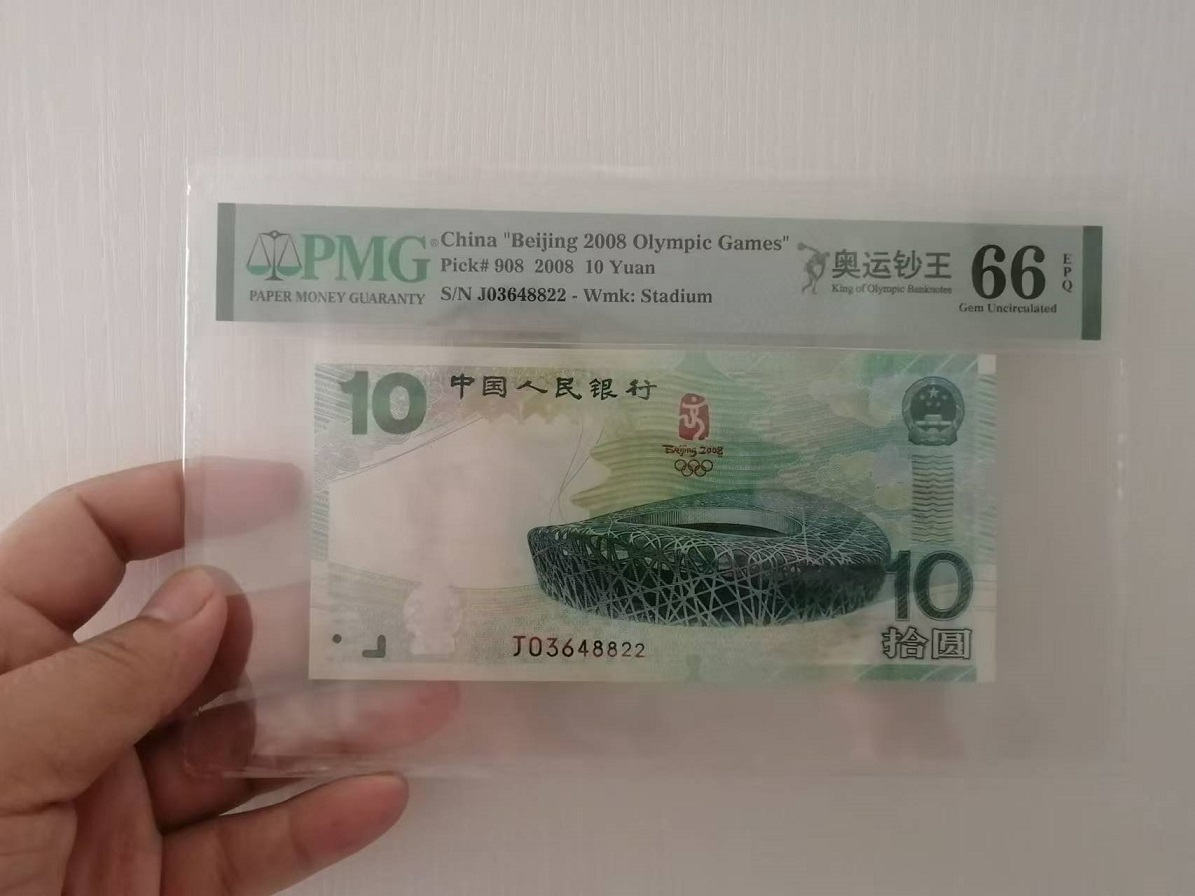 PMG®
PAPER MONEY GUARANTY
China "Beijing 2008 Olympic Games"
Pick# 908 2008 10 Yuan
S/N J03648822 - Wmk: Stadium
奥运钞王
King of Olympic Banknotes
66
EPQ
Gem Uncirculated
10
中国人民银行
Beijing 2008
10
拾圆
J03648822